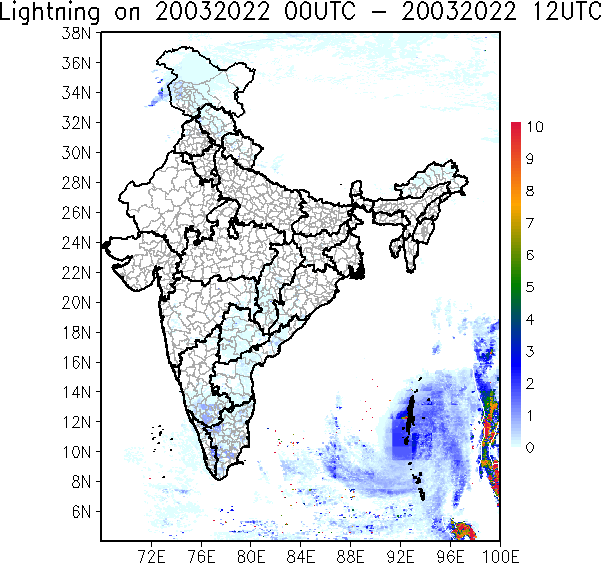 Lightning on 20032022 00UTC – 20032022 12UTC
38N
36N
34N
32N
30N
28N
26N
24N
22N
20N
18N
16N
14N
12N
10N
8N
6N
72E 76E 80E 84E 88E 92E 96E 100E
10
9
8
7
6
5
4
3
2
1
0